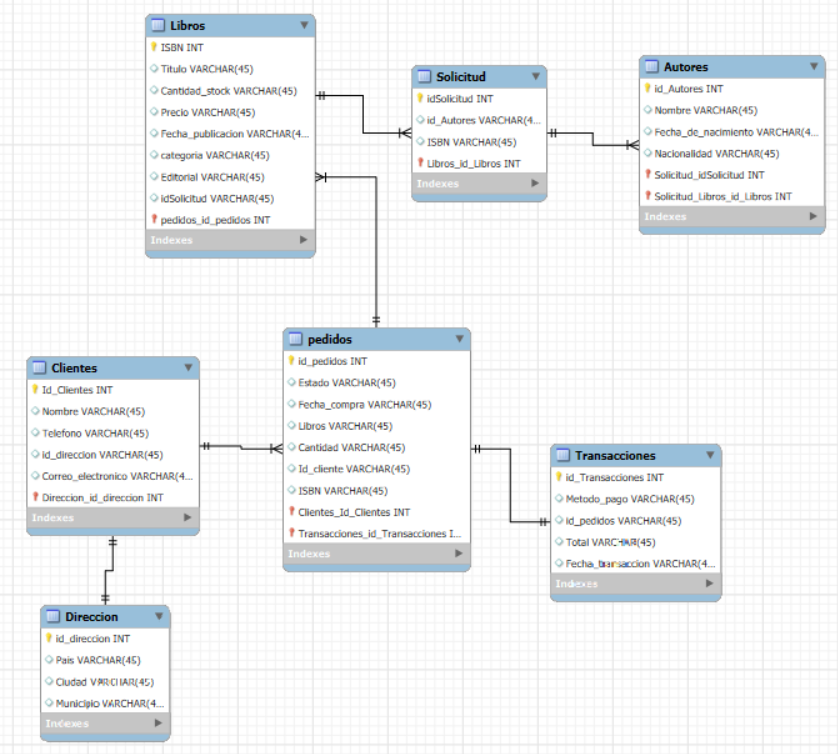 Libros
ISBN INT
Titulo VARCHAR(45)
Cantidad_stock VARCHAR(45)
Precio VARCHAR(45)
Fecha_publicacion VARCHAR(4...
categoria VARCHAR(45)
Editorial VARCHAR(45)
idSolicitud VARCHAR(45)
pedidos_id_pedidos INT
Indexes
Solicitud
idSolicitud INT
id_Autores VARCHAR(4...
ISBN VARCHAR(45)
Libros_id_Libros INT
Indexes
Autores
id_Autores INT
Nombre VARCHAR(45)
Fecha_de_nacimiento VARCHAR(4...
Nacionalidad VARCHAR(45)
Solicitud_idSolicitud INT
Solicitud_Libros_id_Libros INT
Indexes
Clientes
Id_Clientes INT
Nombre VARCHAR(45)
Telefono VARCHAR(45)
id_direccion VARCHAR(45)
Correo_electronico VARCHAR(4...
Direccion_id_direccion INT
Indexes
pedidos
id_pedidos INT
Estado VARCHAR(45)
Fecha_compra VARCHAR(45)
Libros VARCHAR(45)
Cantidad VARCHAR(45)
Id_cliente VARCHAR(45)
ISBN VARCHAR(45)
Clientes_Id_Clientes INT
Transacciones_id_Transacciones I...
Indexes
Transacciones
id_Transacciones INT
Metodo_pago VARCHAR(45)
id_pedidos VARCHAR(45)
Total VARCHAR(45)
Fecha_transaccion VARCHAR(4...
Indexes
Direccion
id_direccion INT
Pais VARCHAR(45)
Ciudad VARCHAR(45)
Municipio VARCHAR(4...
Indexes